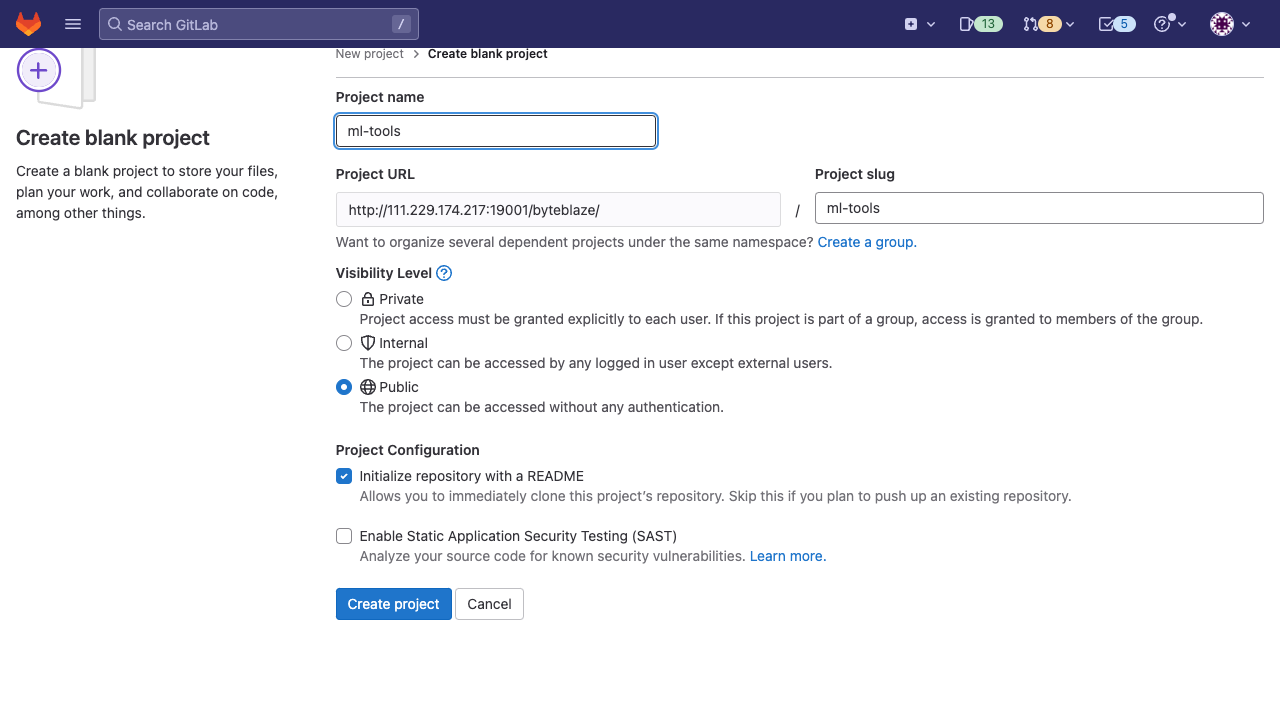 Search GitLab /
13 8 5
New project > Create blank project
Create blank project
Create a blank project to store your files,
plan your work, and collaborate on code,
among other things.
Project name
ml-tools
Project URL
http://111.229.174.217:19001/byteblaze/
/
Project slug
ml-tools
Want to organize several dependent projects under the same namespace? Create a group.
Visibility Level
Private
Project access must be granted explicitly to each user. If this project is part of a group, access is granted to members of the group.
Internal
The project can be accessed by any logged in user except external users.
Public
The project can be accessed without any authentication.
Project Configuration
Initialize repository with a README
Allows you to immediately clone this project's repository. Skip this if you plan to push up an existing repository.
Enable Static Application Security Testing (SAST)
Analyze your source code for known security vulnerabilities. Learn more.
Create project Cancel